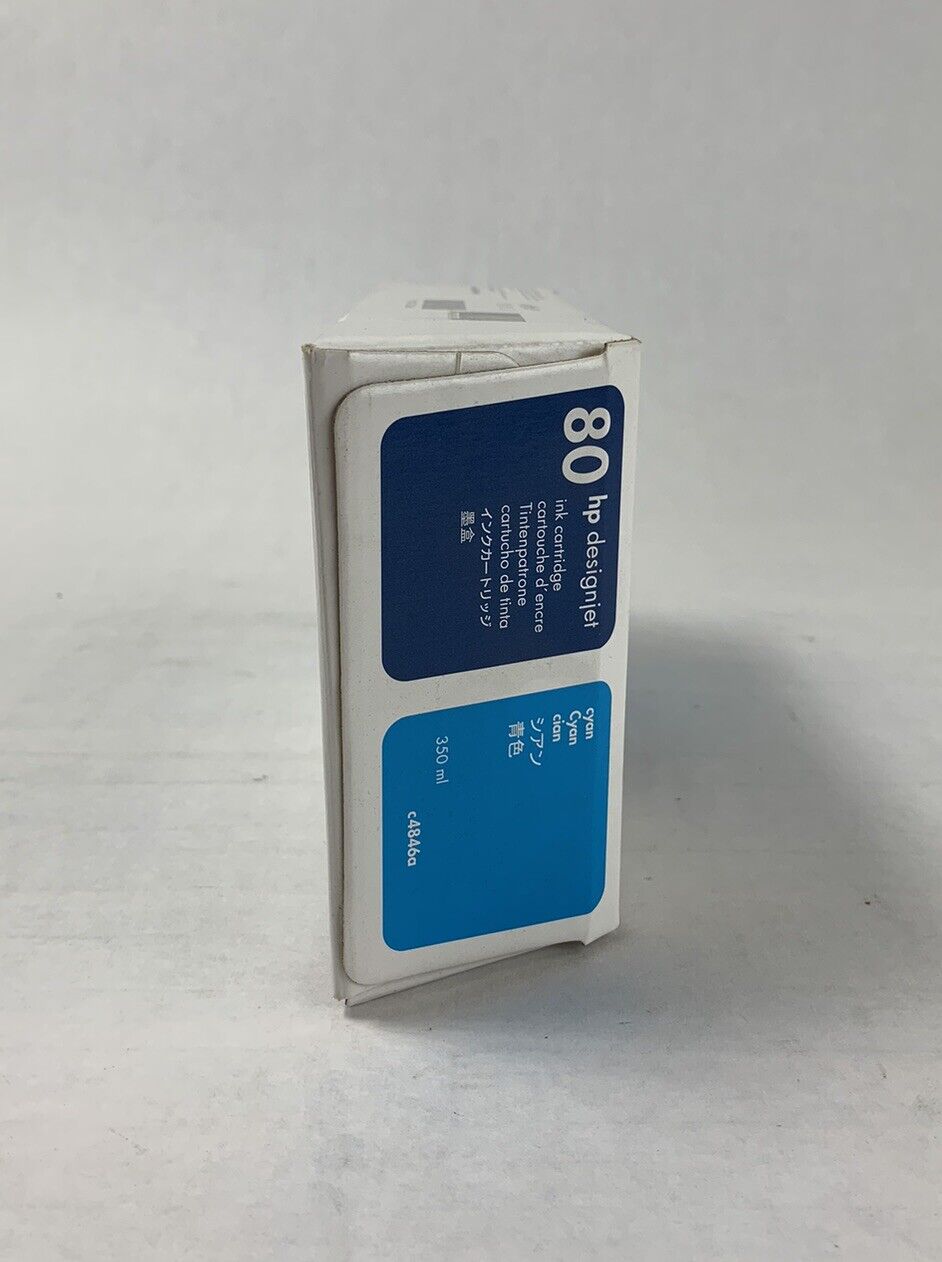 80 hp designjet
ink cartridge
cartouche d'encre
Tintenpatrone
cartucho de tinta
インクカートリッジ
墨盒
cyan
Cyan
cian
シアン
青色
350 ml
c4846a